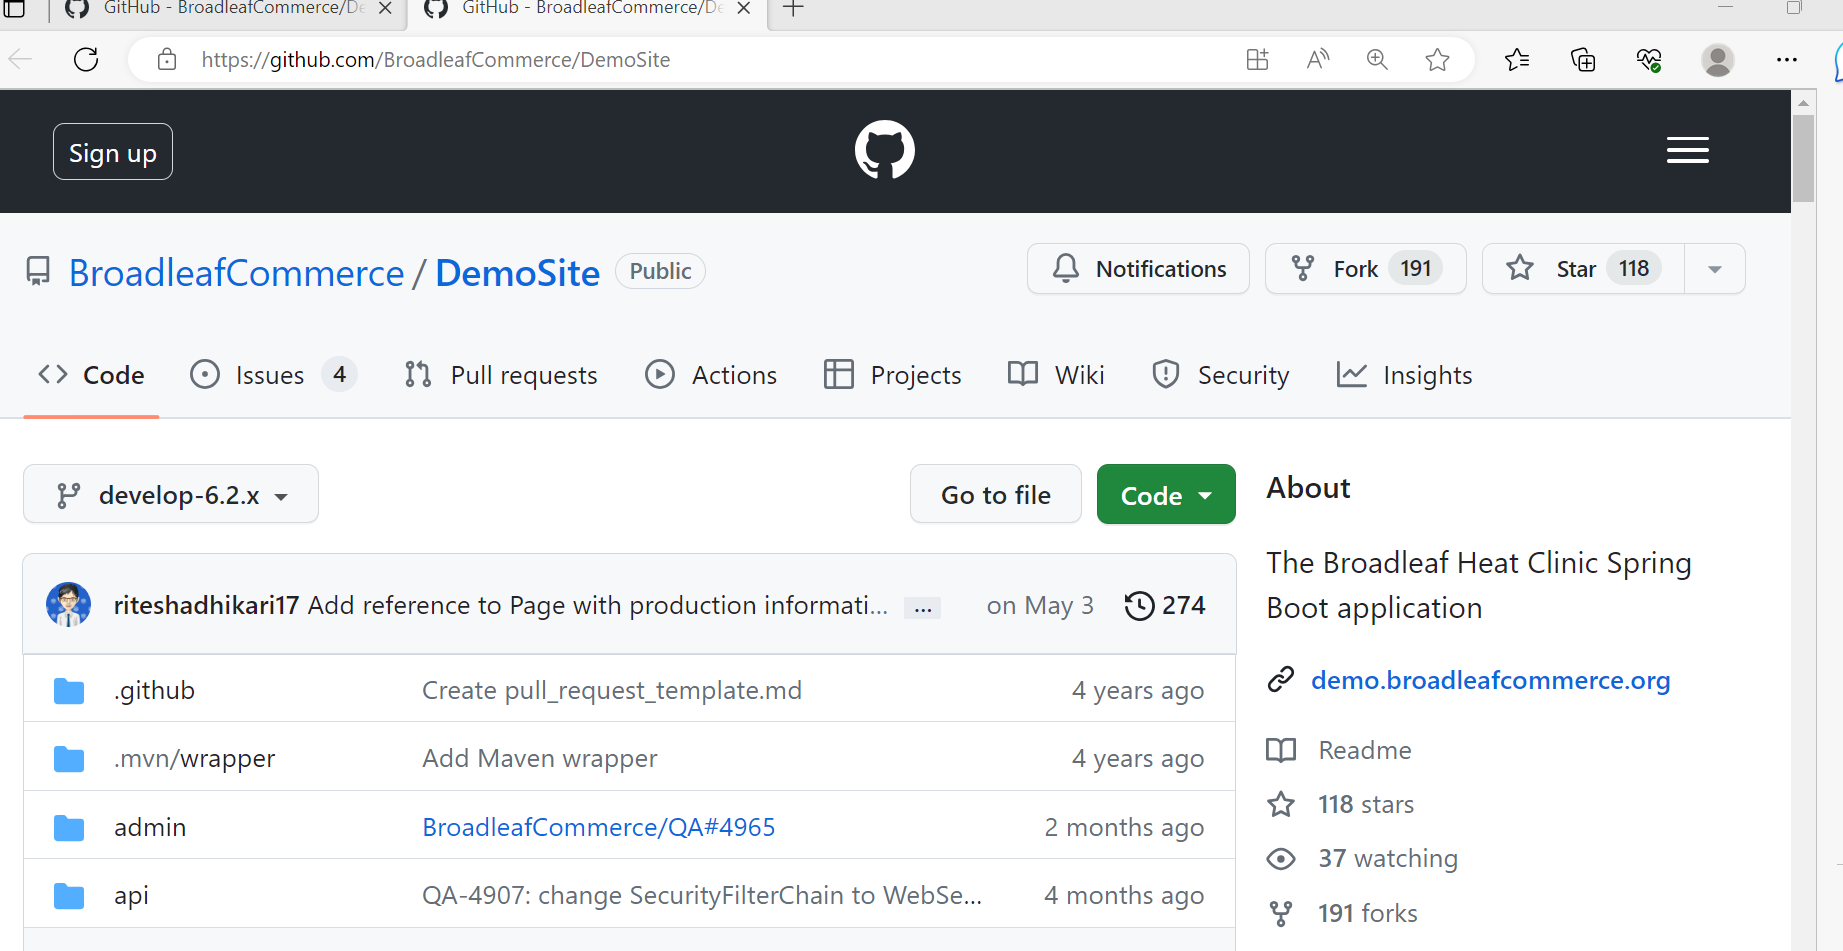 GitHub - BroadleafCommerce/De
GitHub - BroadleafCommerce/De
https://github.com/BroadleafCommerce/DemoSite
Sign up
BroadleafCommerce / DemoSite Public
Notifications
Fork 191
Star 118
Code
Issues 4
Pull requests
Actions
Projects
Wiki
Security
Insights
develop-6.2.x
Go to file
Code
riteshadhikari17 Add reference to Page with production informati... ... on May 3 274
.github Create pull_request_template.md 4 years ago
.mvn/wrapper Add Maven wrapper 4 years ago
admin BroadleafCommerce/QA#4965 2 months ago
api QA-4907: change SecurityFilterChain to WebSe... 4 months ago
About
The Broadleaf Heat Clinic Spring
Boot application
demo.broadleafcommerce.org
Readme
118 stars
37 watching
191 forks